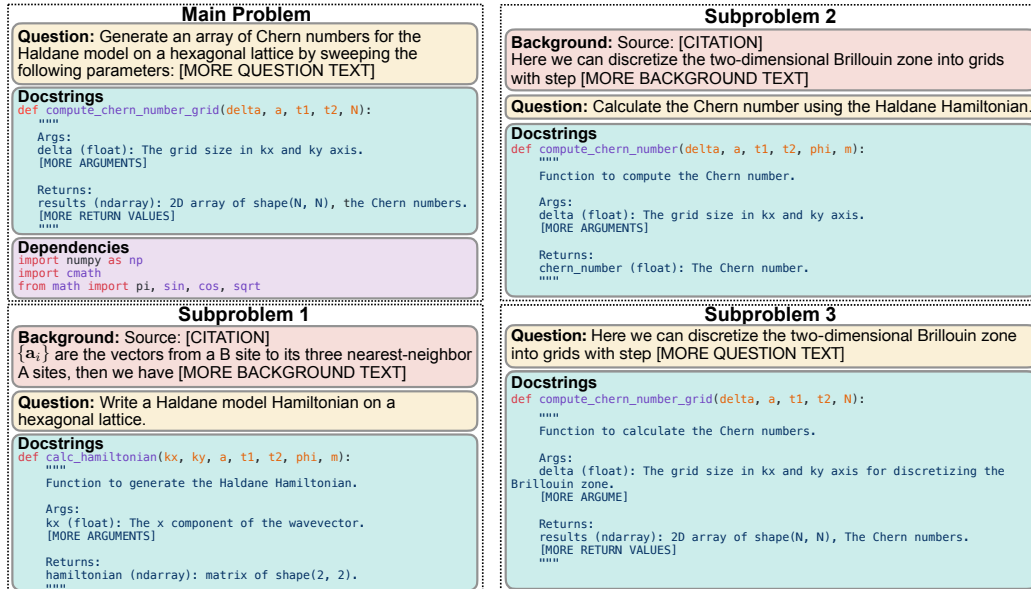 Main Problem
Question: Generate an array of Chern numbers for the
Haldane model on a hexagonal lattice by sweeping the
following parameters: [MORE QUESTION TEXT]
Docstrings
def compute_chern_number_grid(delta, a, t1, t2, N):
"""
Args:
delta (float): The grid size in kx and ky axis.
[MORE ARGUMENTS]
Returns:
results (ndarray): 2D array of shape(N, N), the Chern numbers.
[MORE RETURN VALUES]
"""
Dependencies
import numpy as np
import cmath
from math import pi, sin, cos, sqrt
Subproblem 1
Background: Source: [CITATION]
{𝐚ᵢ} are the vectors from a B site to its three nearest-neighbor
A sites, then we have [MORE BACKGROUND TEXT]
Question: Write a Haldane model Hamiltonian on a
hexagonal lattice.
Docstrings
def calc_hamiltonian(kx, ky, a, t1, t2, phi, m):
"""
Function to generate the Haldane Hamiltonian.
Args:
kx (float): The x component of the wavevector.
[MORE ARGUMENTS]
Returns:
hamiltonian (ndarray): matrix of shape(2, 2).
"""
Subproblem 2
Background: Source: [CITATION]
Here we can discretize the two-dimensional Brillouin zone into grids
with step [MORE BACKGROUND TEXT]
Question: Calculate the Chern number using the Haldane Hamiltonian.
Docstrings
def compute_chern_number(delta, a, t1, t2, phi, m):
"""
Function to compute the Chern number.
Args:
delta (float): The grid size in kx and ky axis.
[MORE ARGUMENTS]
Returns:
chern_number (float): The Chern number.
"""
Subproblem 3
Question: Here we can discretize the two-dimensional Brillouin zone
into grids with step [MORE QUESTION TEXT]
Docstrings
def compute_chern_number_grid(delta, a, t1, t2, N):
"""
Function to calculate the Chern numbers.
Args:
delta (float): The grid size in kx and ky axis for discretizing the
Brillouin zone.
[MORE ARGUME]
Returns:
results (ndarray): 2D array of shape(N, N), The Chern numbers.
[MORE RETURN VALUES]
"""